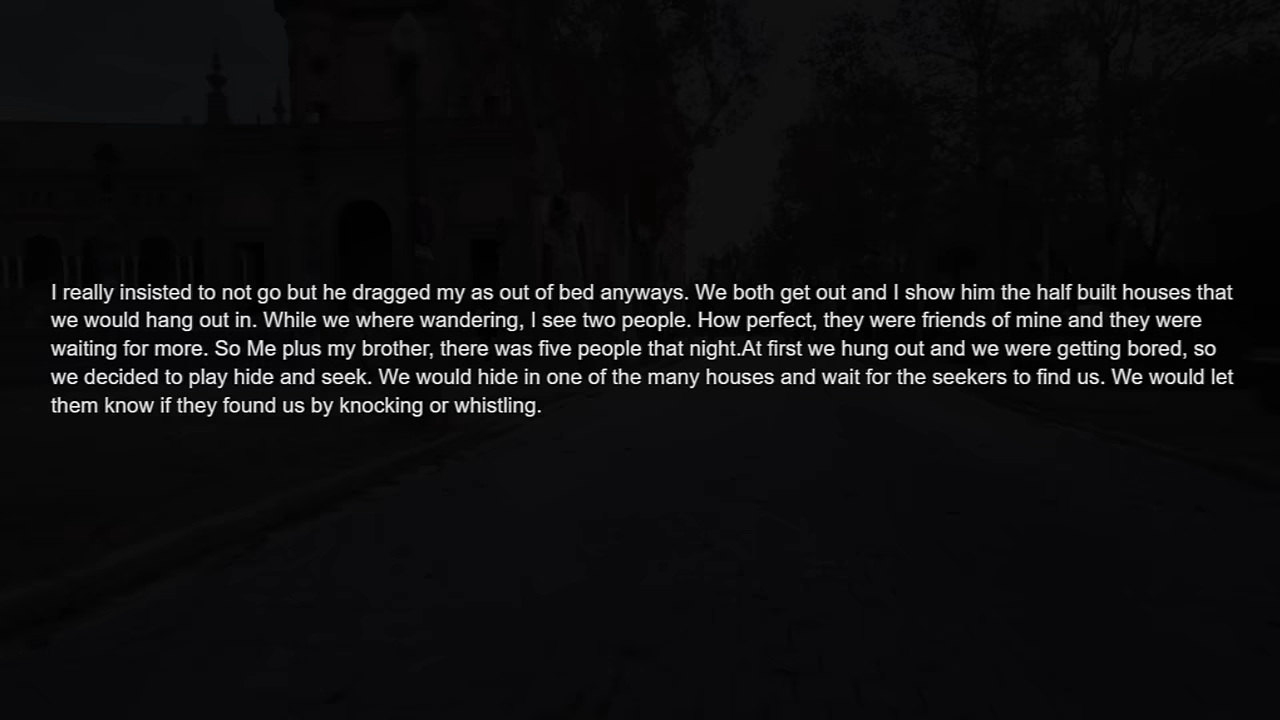 I really insisted to not go but he dragged my as out of bed anyways. We both get out and I show him the half built houses that
we would hang out in. While we where wandering, I see two people. How perfect, they were friends of mine and they were
waiting for more. So Me plus my brother, there was five people that night.At first we hung out and we were getting bored, so
we decided to play hide and seek. We would hide in one of the many houses and wait for the seekers to find us. We would let
them know if they found us by knocking or whistling.